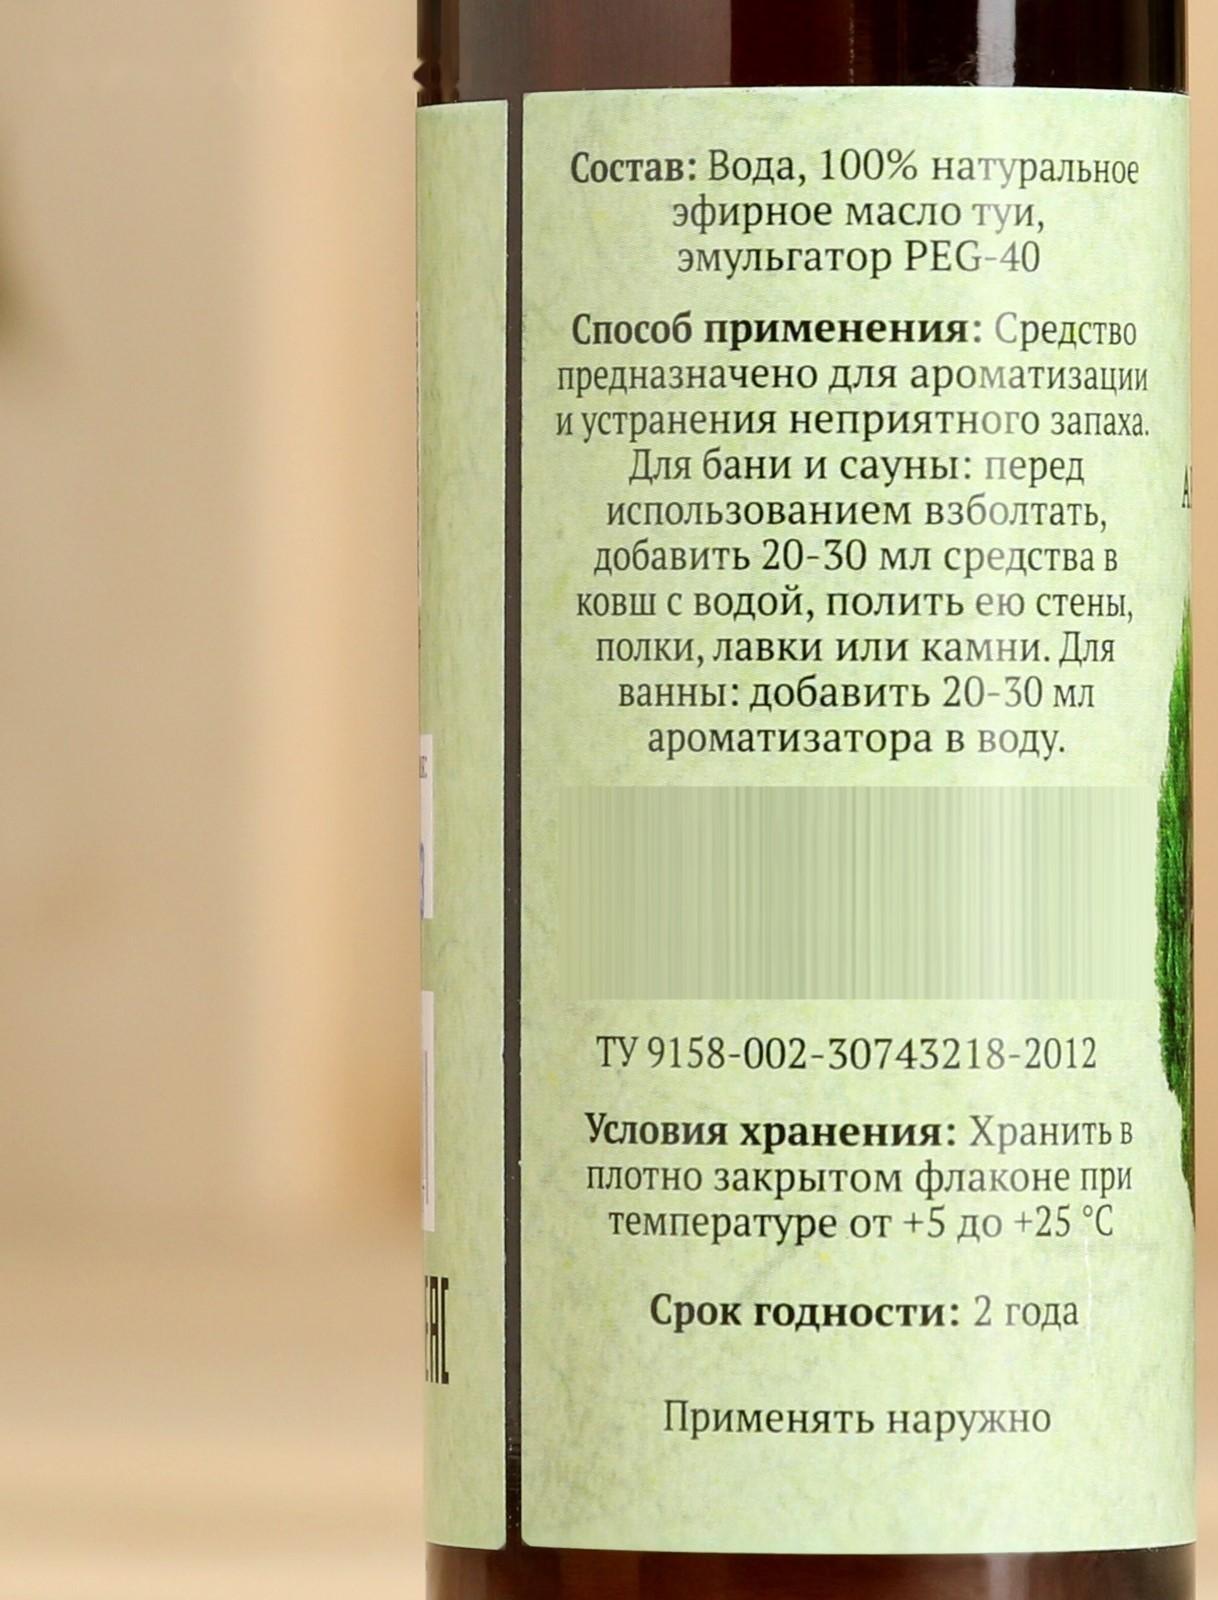 Состав: Вода, 100% натуральное
эфирное масло туи,
эмульгатор PEG-40
Способ применения: Средство
предназначено для ароматизации
и устранения неприятного запаха.
Для бани и сауны: перед
использованием взболтать,
добавить 20-30 мл средства в
ковш с водой, полить ею стены,
полки, лавки или камни. Для
ванны: добавить 20-30 мл
ароматизатора в воду.
ТУ 9158-002-30743218-2012
Условия хранения: Хранить в
плотно закрытом флаконе при
температуре от +5 до +25 °С
Срок годности: 2 года
Применять наружно
EAC